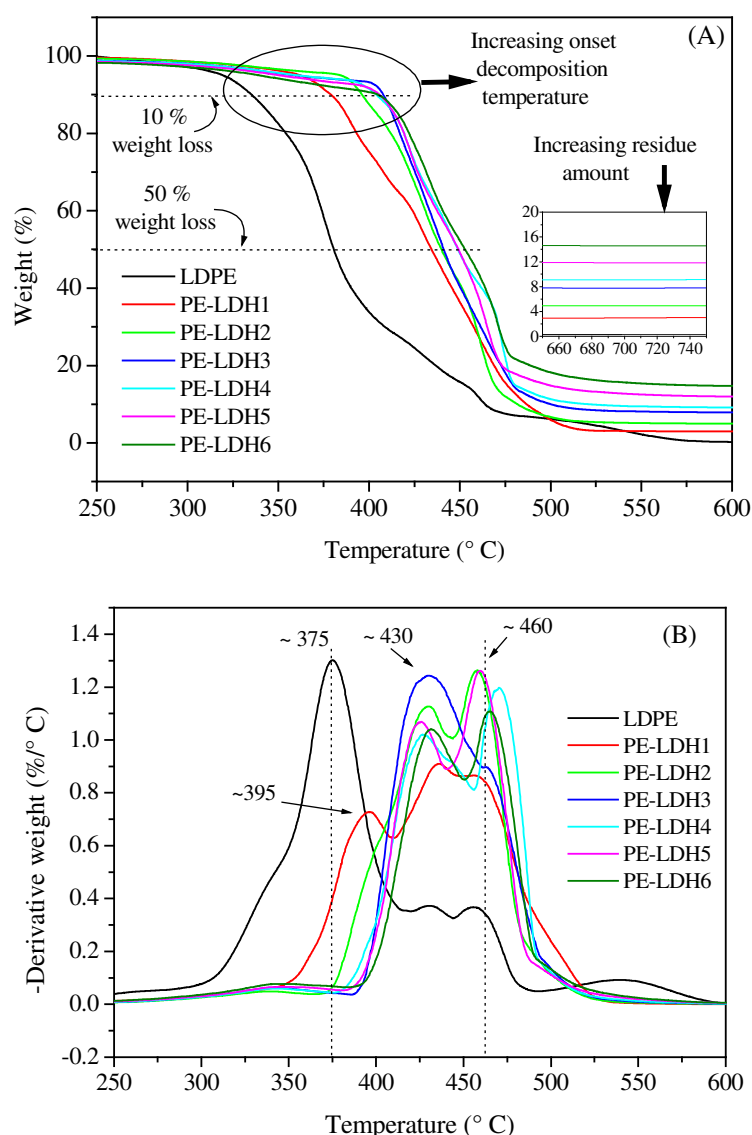 (A)
Increasing onset
decomposition
temperature
10 %
weight loss
50 %
weight loss
Increasing residue
amount
20
16
12
8
4
0
660 680 700 720 740
LDPE
PE-LDH1
PE-LDH2
PE-LDH3
PE-LDH4
PE-LDH5
PE-LDH6
Weight (%)
100
80
60
40
20
0
250 300 350 400 450 500 550 600
Temperature (° C)
(B)
~ 375
~ 430
~ 460
~395
LDPE
PE-LDH1
PE-LDH2
PE-LDH3
PE-LDH4
PE-LDH5
PE-LDH6
-Derivative weight (%/° C)
1.4
1.2
1.0
0.8
0.6
0.4
0.2
0.0
-0.2
250 300 350 400 450 500 550 600
Temperature (° C)